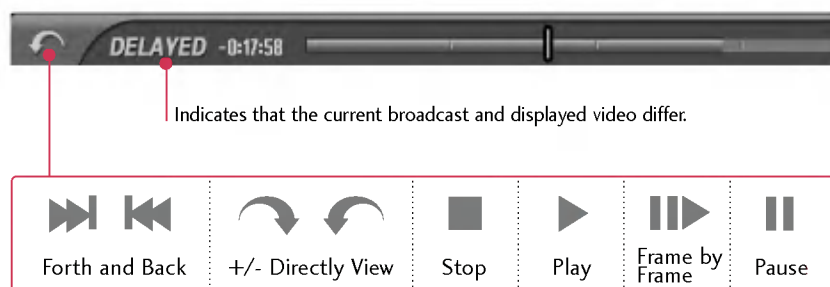 DELAYED -0:17:58
Indicates that the current broadcast and displayed video differ.
Forth and Back
+/- Directly View
Stop
Play
Frame by
Frame
Pause